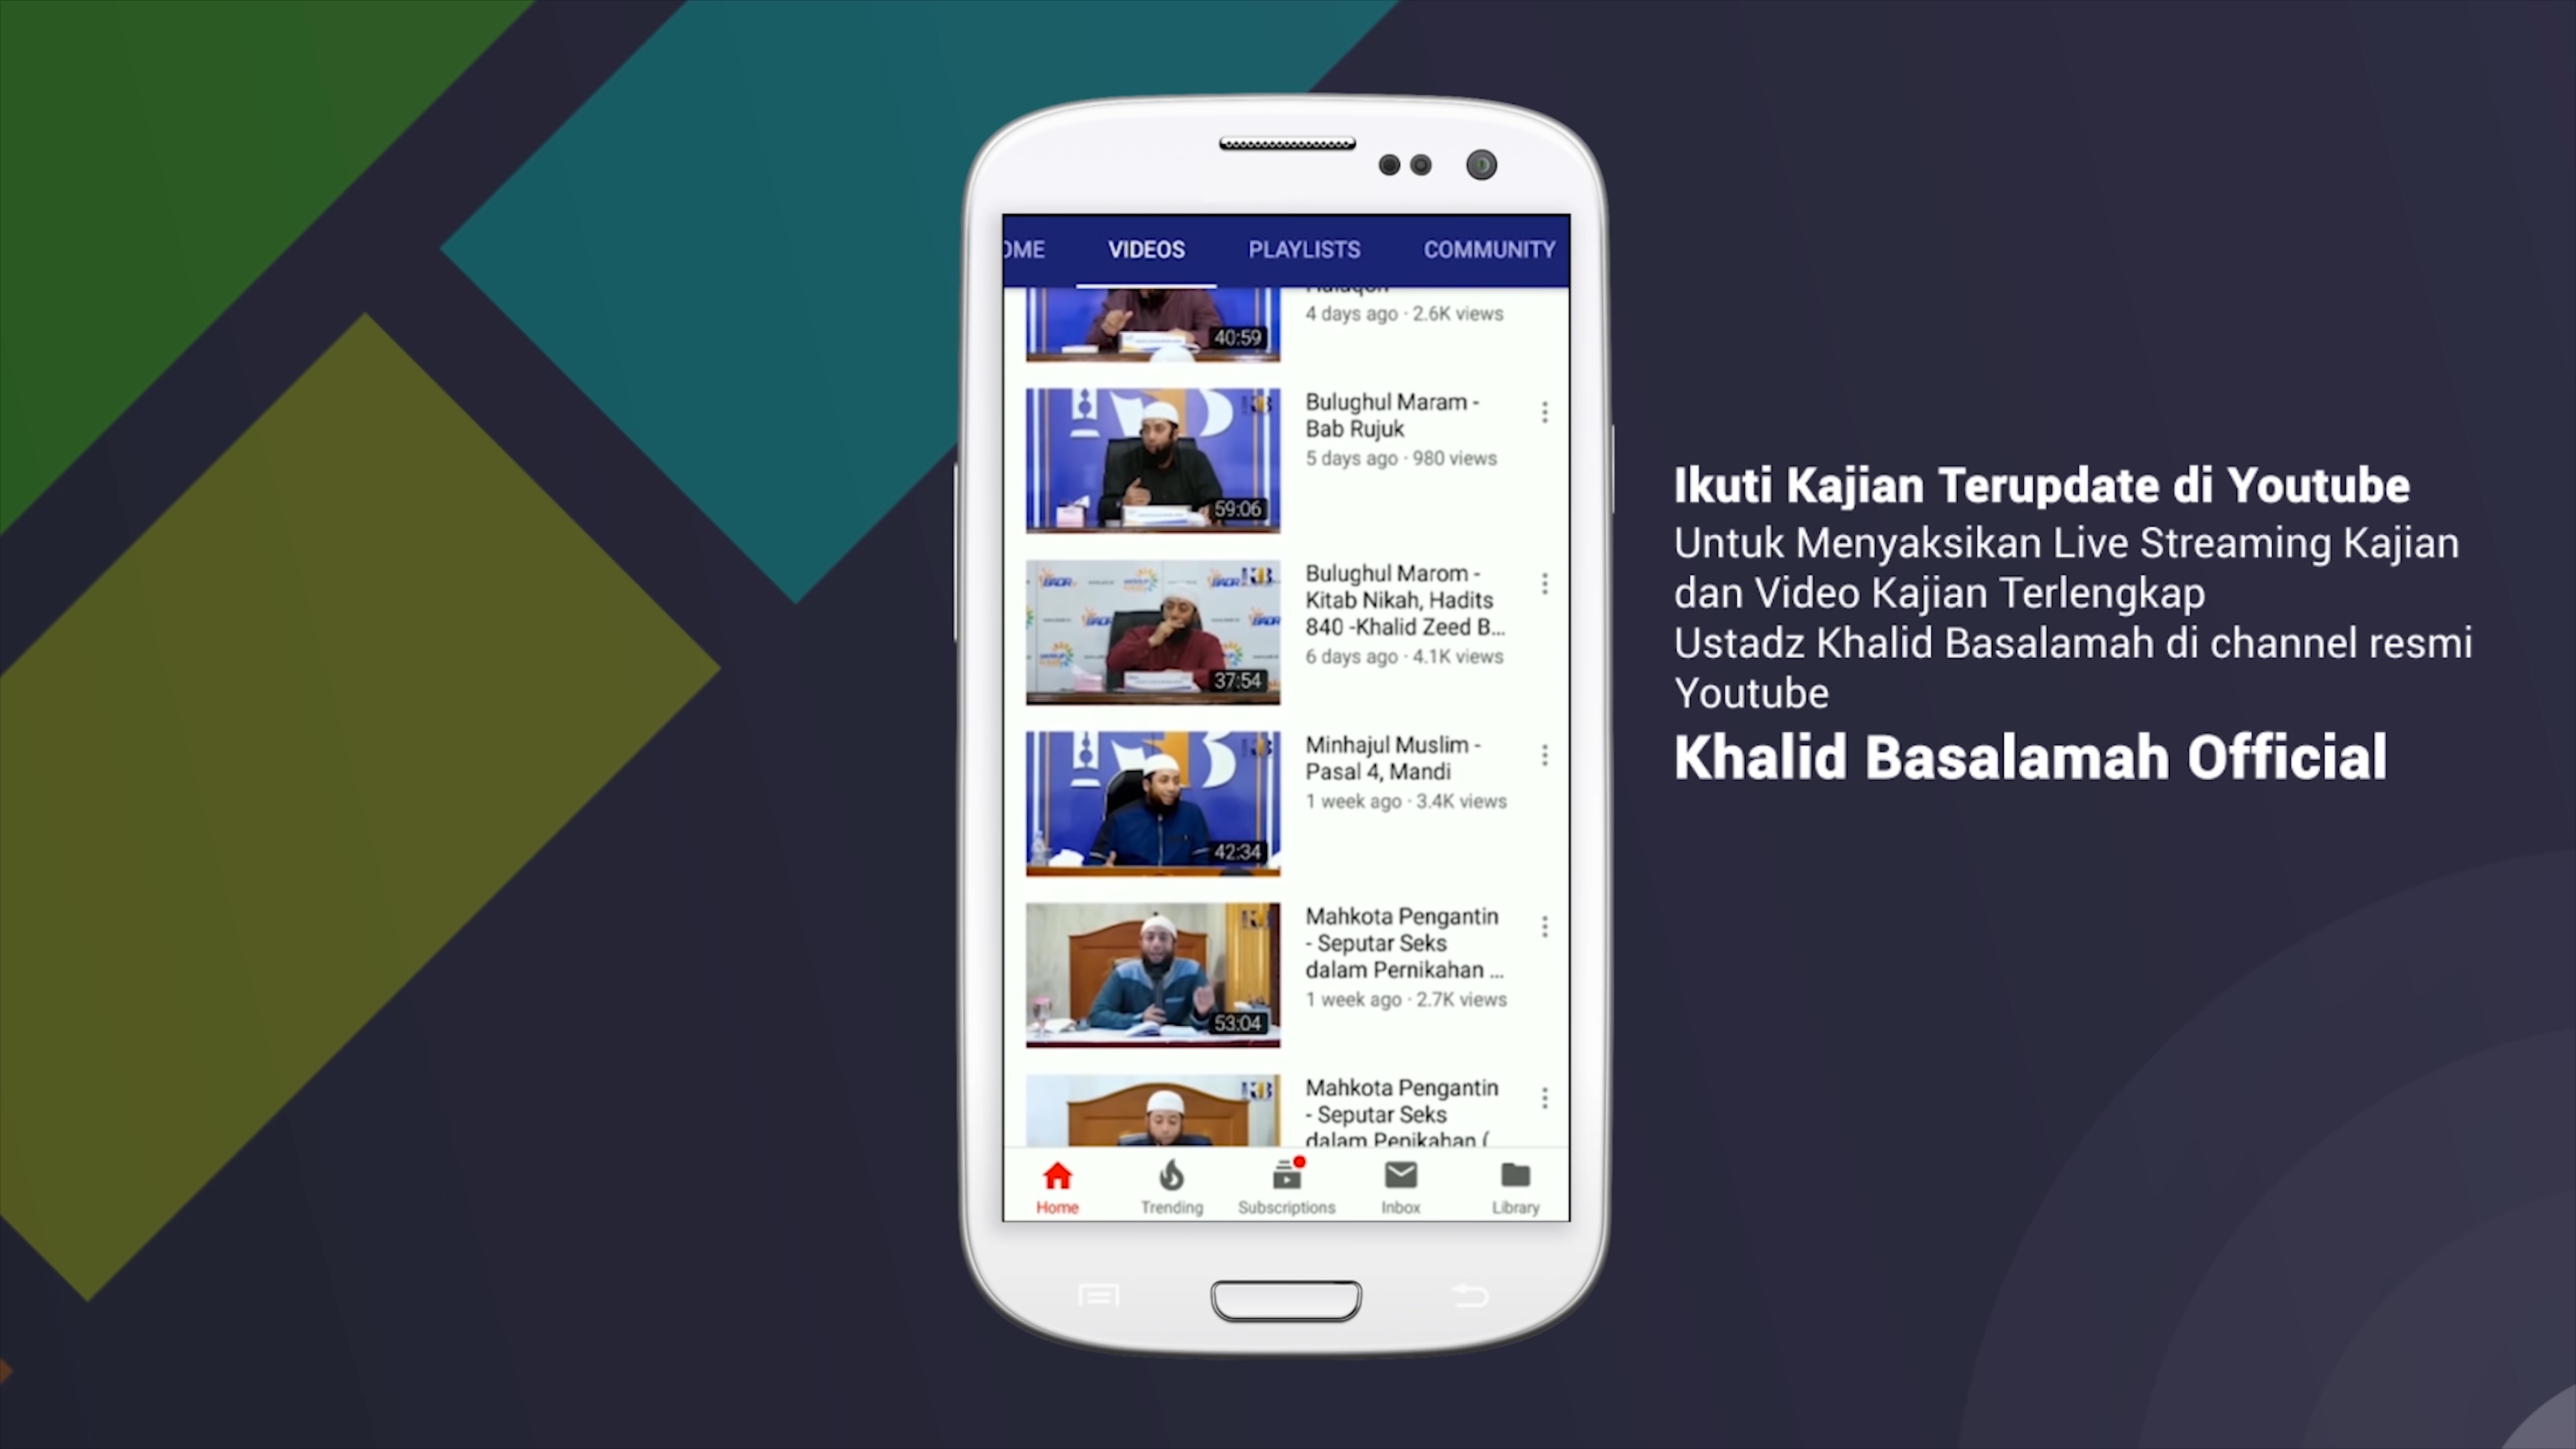 OME VIDEOS PLAYLISTS COMMUNITY
Halaqoh
4 days ago · 2.6K views
40:59
Bulughul Maram -
Bab Rujuk
5 days ago · 980 views
59:06
Bulughul Marom -
Kitab Nikah, Hadits
840 -Khalid Zeed B...
6 days ago · 4.1K views
37:54
Minhajul Muslim -
Pasal 4, Mandi
1 week ago · 3.4K views
42:34
Mahkota Pengantin
- Seputar Seks
dalam Pernikahan ...
1 week ago · 2.7K views
53:04
Mahkota Pengantin
- Seputar Seks
dalam Penikahan (
Home Trending Subscriptions Inbox Library
Ikuti Kajian Terupdate di Youtube
Untuk Menyaksikan Live Streaming Kajian
dan Video Kajian Terlengkap
Ustadz Khalid Basalamah di channel resmi
Youtube
Khalid Basalamah Official